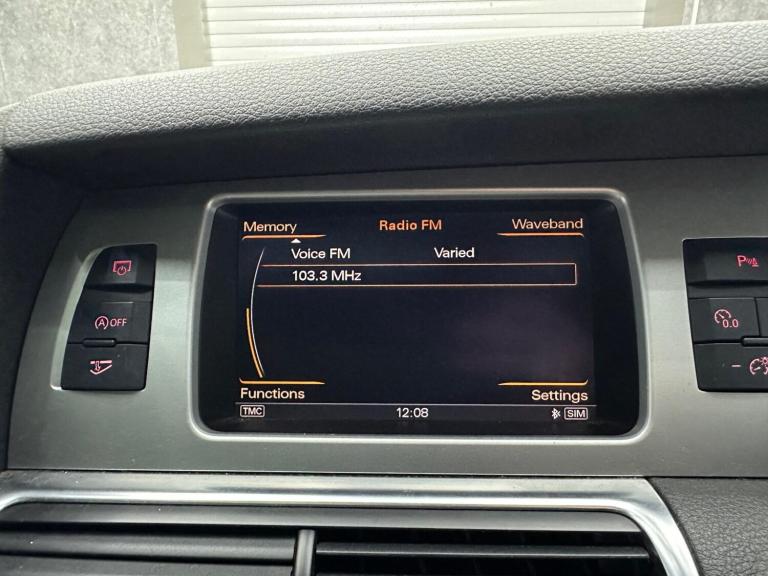 Memory Radio FM Waveband
Voice FM Varied
103.3 MHz
Functions Settings
TMC 12:08 SIM
A OFF
P
0.0